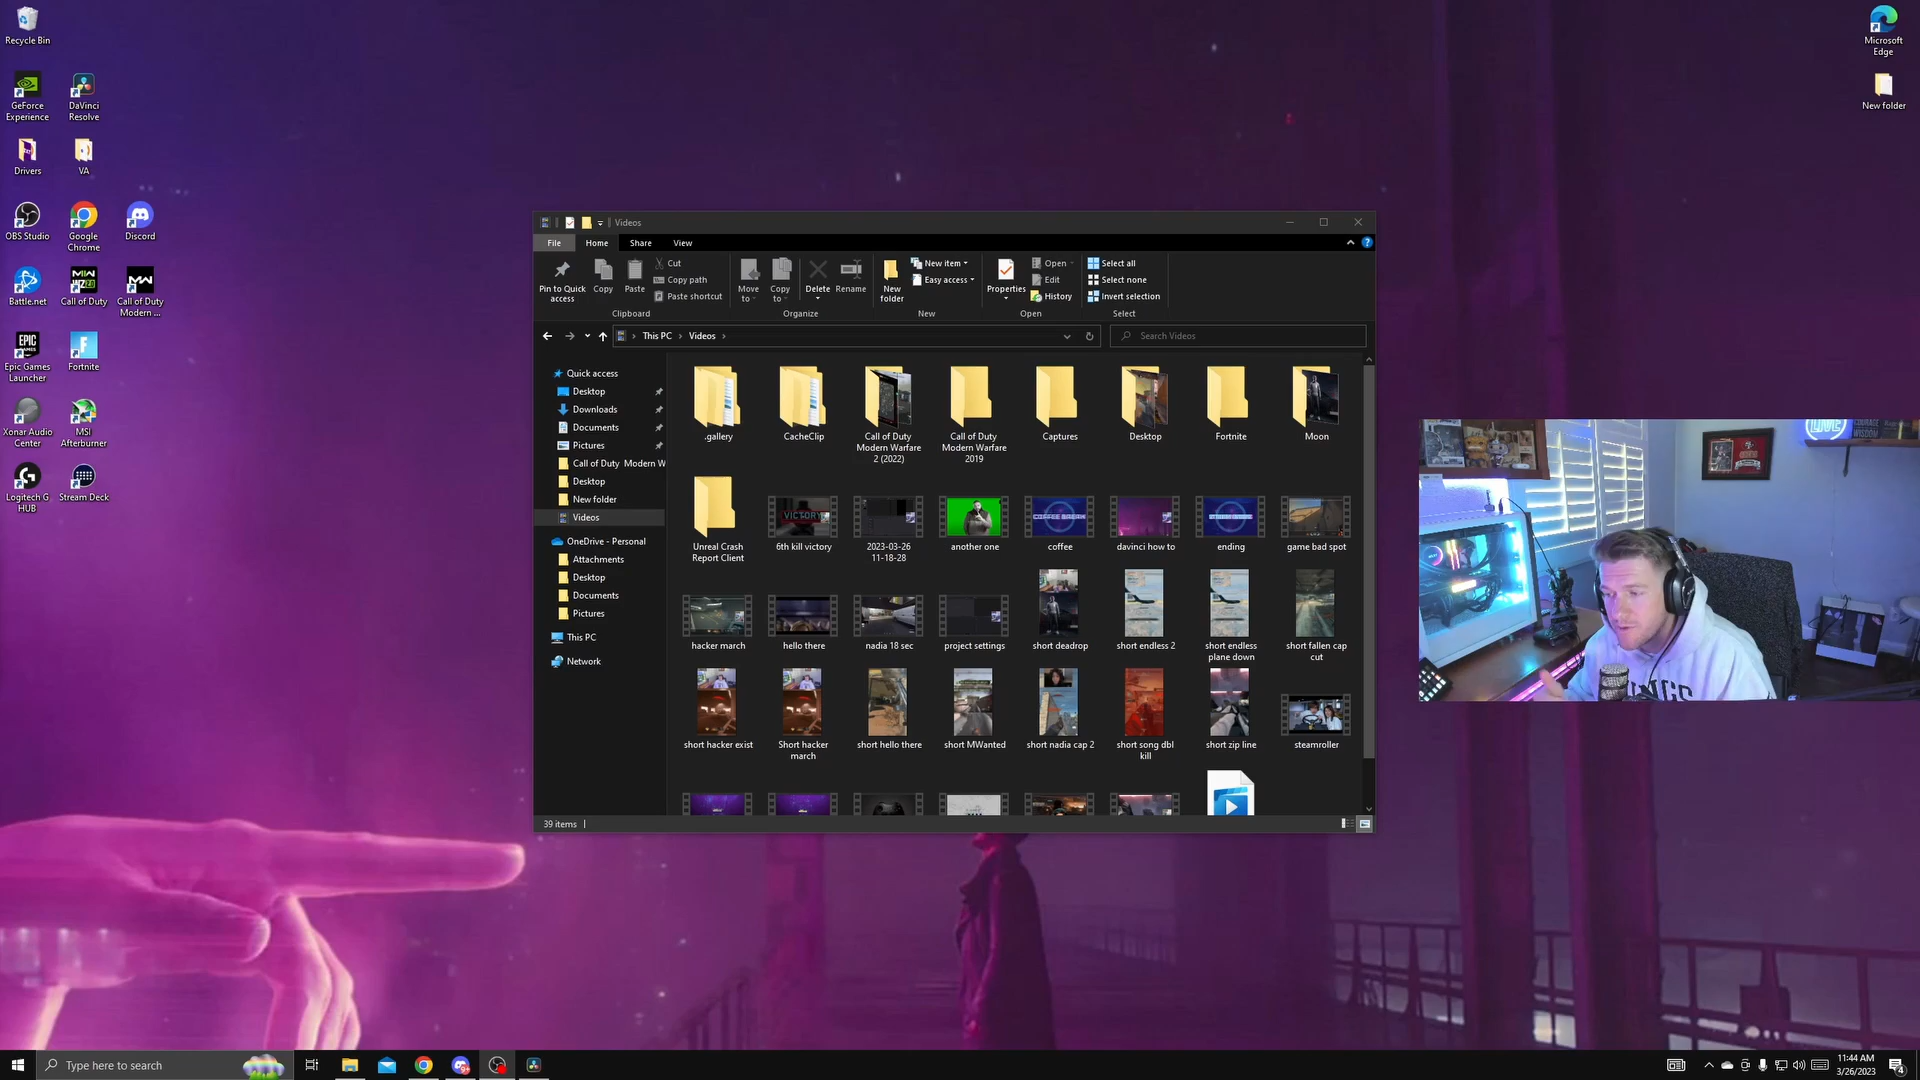 Recycle Bin
GeForce
Experience
DaVinci
Resolve
Drivers
VA
OBS Studio
Google
Chrome
Discord
Battle.net
Call of Duty
Call of Duty
Modern ...
Epic Games
Launcher
Fortnite
Xonar Audio
Center
MSI
Afterburner
Logitech G
HUB
Stream Deck
Microsoft
Edge
New folder
Videos
File
Home
Share
View
Pin to Quick
access
Copy
Paste
Cut
Copy path
Paste shortcut
Clipboard
Move
to
Copy
to
Delete
Rename
Organize
New
folder
New item
Easy access
New
Properties
Open
Edit
History
Open
Select all
Select none
Invert selection
Select
This PC
Videos
Search Videos
Quick access
Desktop
Downloads
Documents
Pictures
Call of Duty Modern W
Desktop
New folder
Videos
OneDrive - Personal
Attachments
Desktop
Documents
Pictures
This PC
Network
.gallery
CacheClip
Call of Duty
Modern Warfare
2 (2022)
Call of Duty
Modern Warfare
2019
Captures
Desktop
Fortnite
Moon
VICTORY
COFFEE BREAK
Unreal Crash
Report Client
6th kill victory
2023-03-26
11-18-28
another one
coffee
davinci how to
ending
game bad spot
hacker march
hello there
nadia 18 sec
project settings
short deadrop
short endless 2
short endless
plane down
short fallen cap
cut
short hacker exist
Short hacker
march
short hello there
short MWanted
short nadia cap 2
short song dbl
kill
short zip line
steamroller
39 items
LIVE
COURAGE
WISDOM
Type here to search
11:44 AM
3/26/2023
4